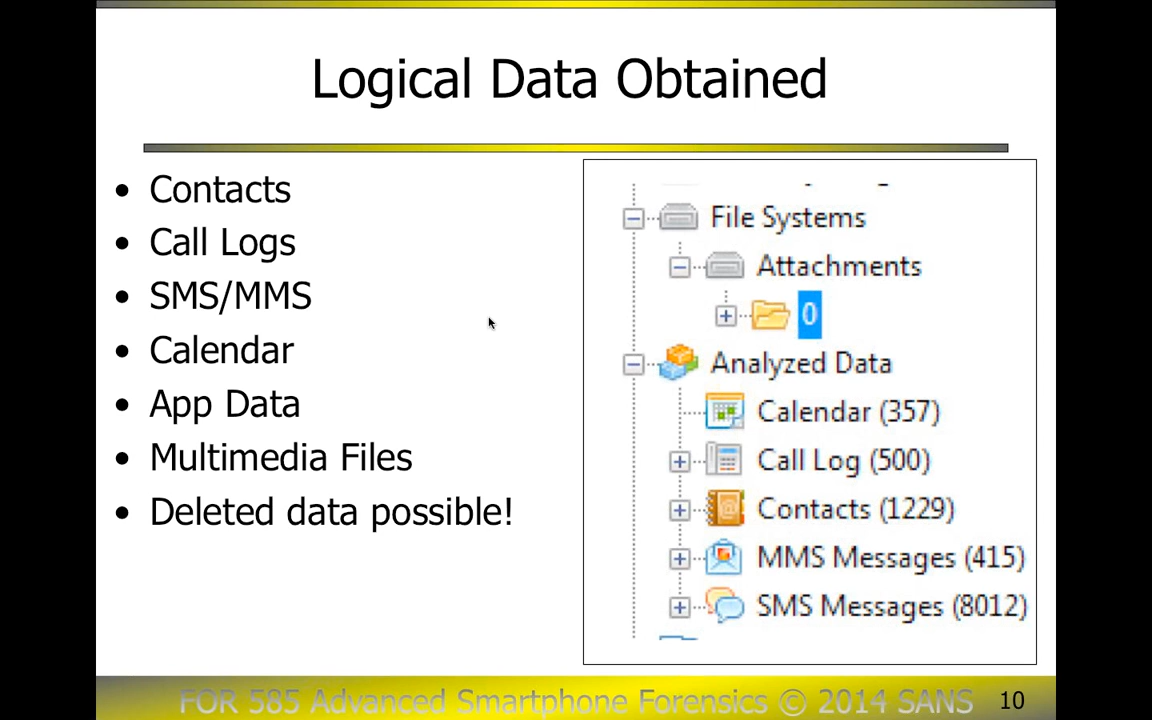 Logical Data Obtained
• Contacts
• Call Logs
• SMS/MMS
• Calendar
• App Data
• Multimedia Files
• Deleted data possible!
File Systems
Attachments
0
Analyzed Data
Calendar (357)
Call Log (500)
Contacts (1229)
MMS Messages (415)
SMS Messages (8012)
FOR 585 Advanced Smartphone Forensics © 2014 SANS 10